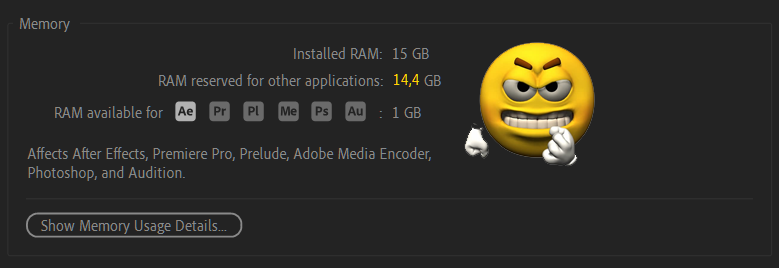 Memory
Installed RAM: 15 GB
RAM reserved for other applications: 14,4 GB
RAM available for Ae Pr Pl Me Ps Au : 1 GB
Affects After Effects, Premiere Pro, Prelude, Adobe Media Encoder,
Photoshop, and Audition.
Show Memory Usage Details...